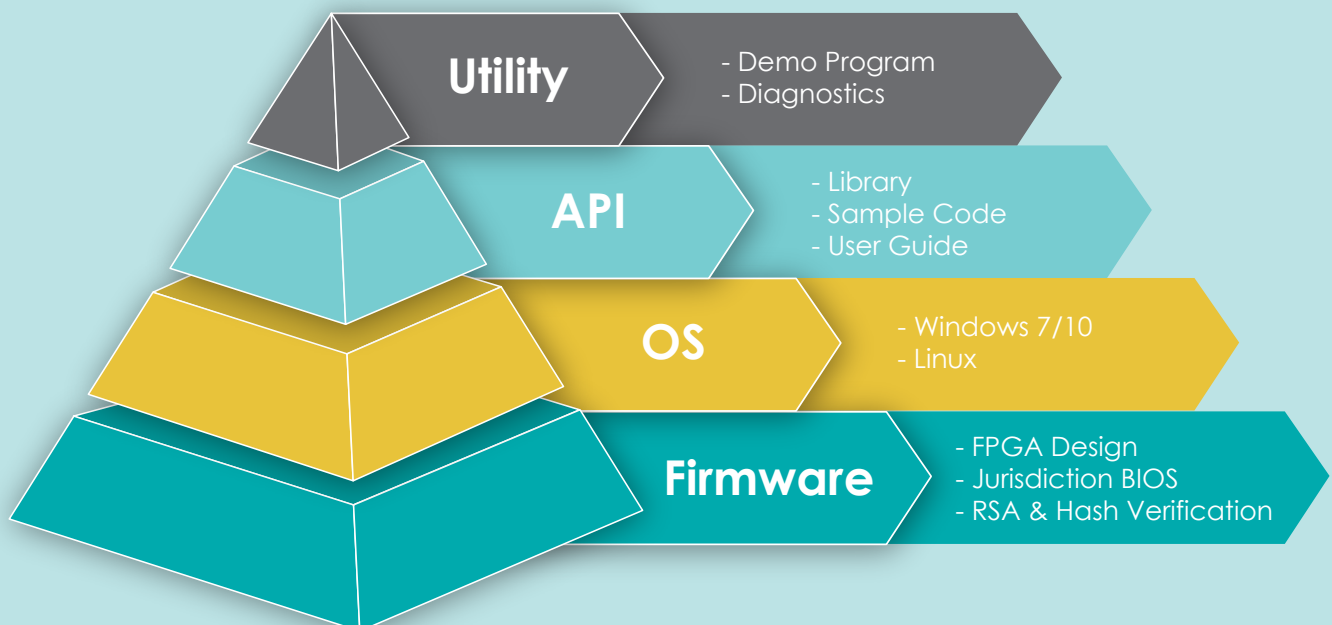 Utility
- Demo Program
- Diagnostics
API
- Library
- Sample Code
- User Guide
OS
- Windows 7/10
- Linux
Firmware
- FPGA Design
- Jurisdiction BIOS
- RSA & Hash Verification